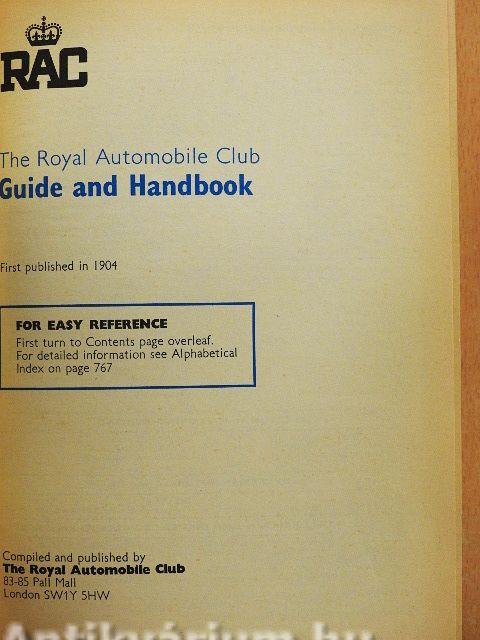 RAC
The Royal Automobile Club
Guide and Handbook
First published in 1904
FOR EASY REFERENCE
First turn to Contents page overleaf.
For detailed information see Alphabetical
Index on page 767
Compiled and published by
The Royal Automobile Club
83-85 Pall Mall
London SW1Y 5HW
Antikvárium.hu